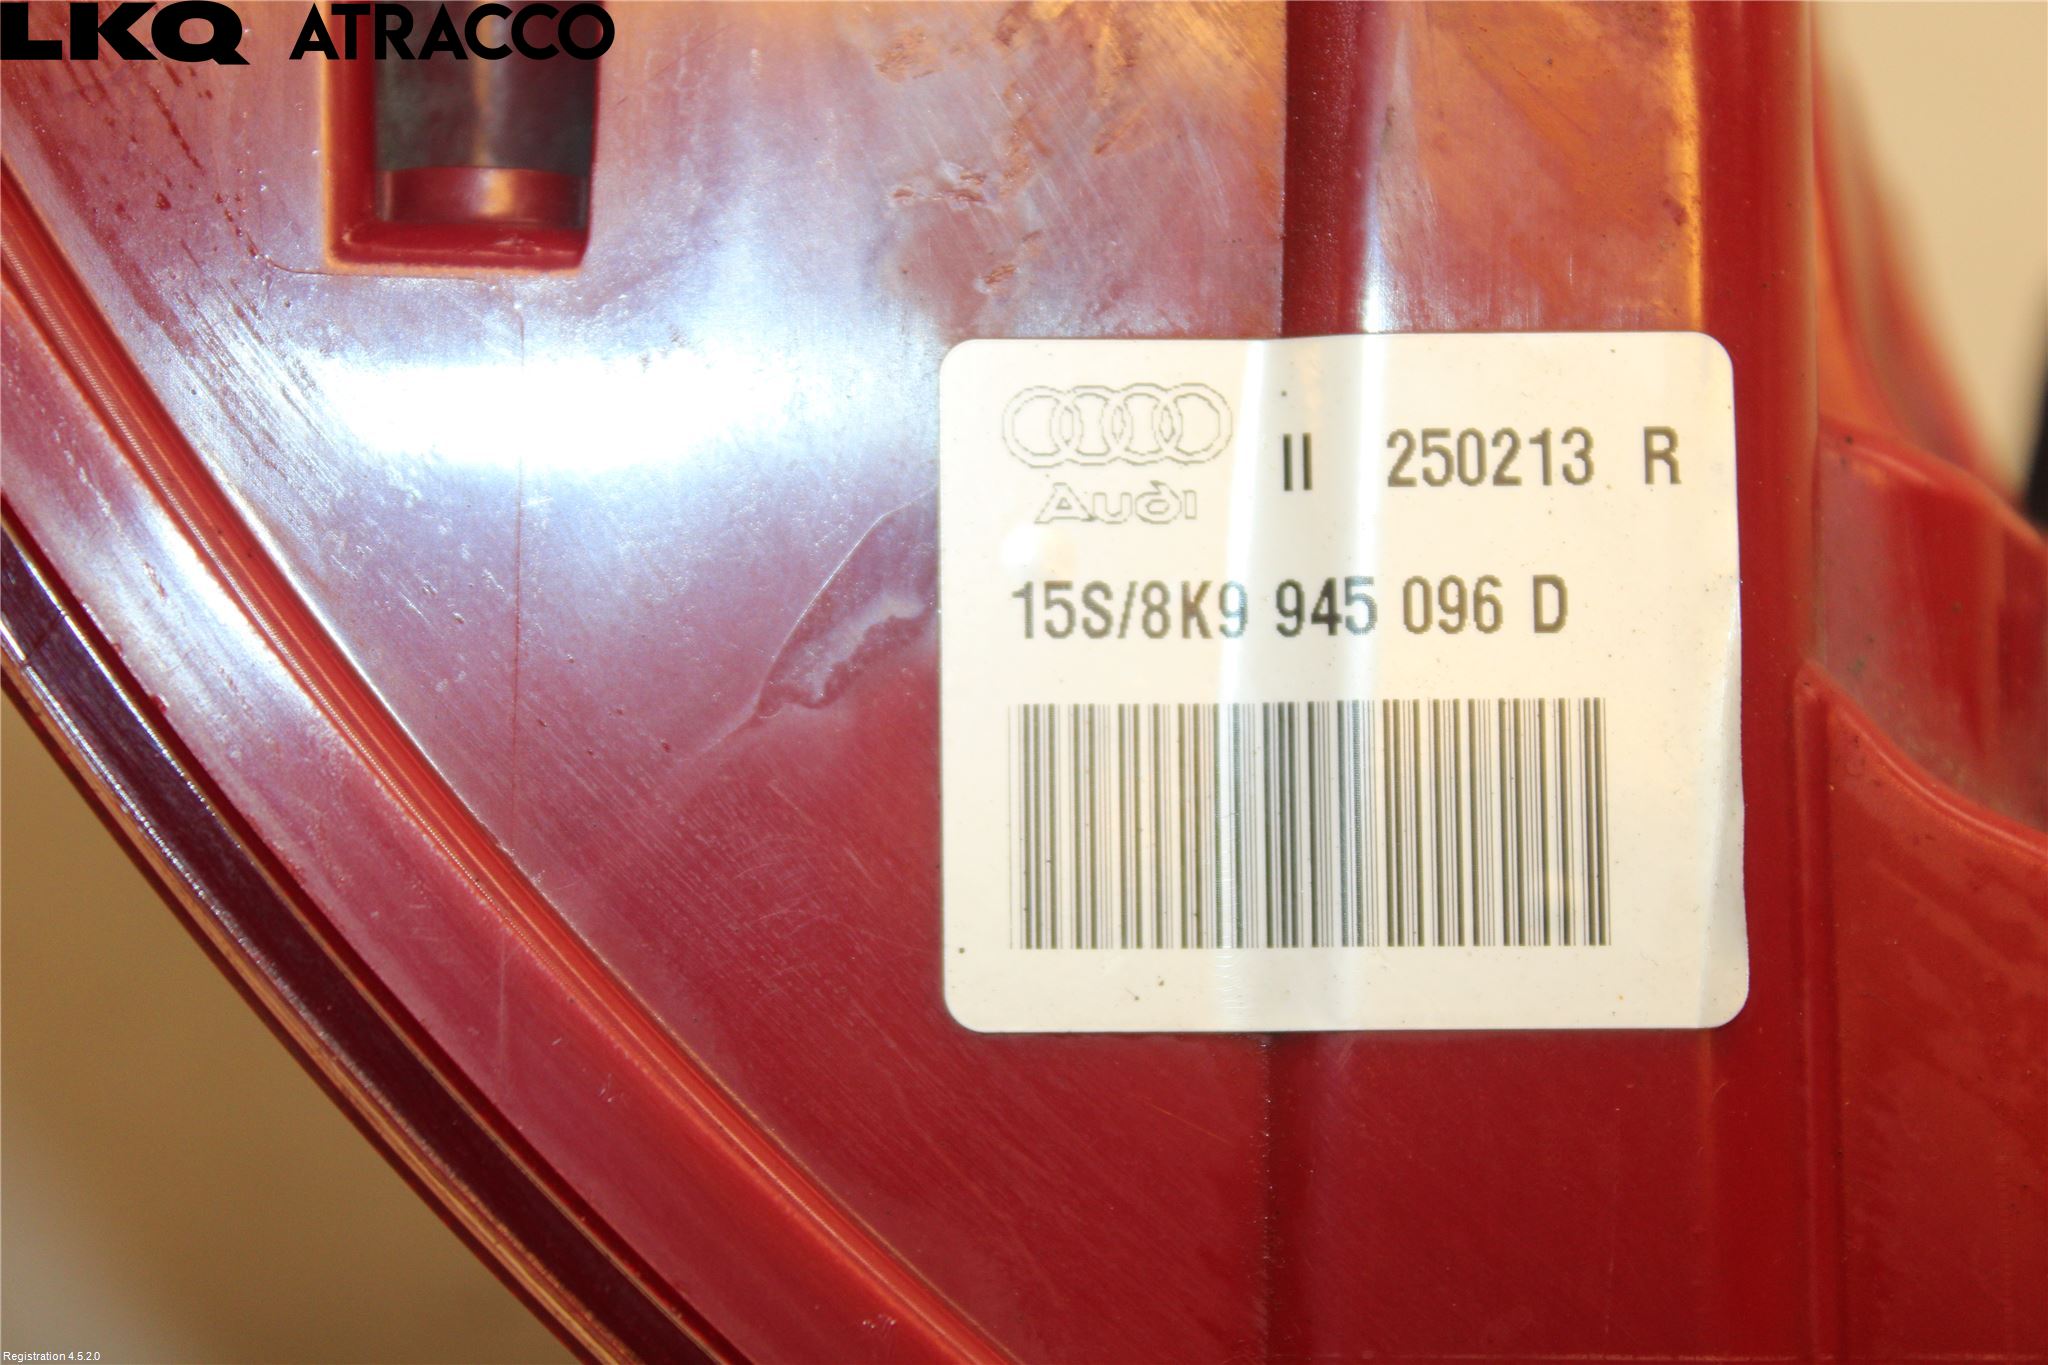 LKQ ATRACCO
II 250213 R
Audi
15S/8K9 945 096 D
Registration 4.5.2.0